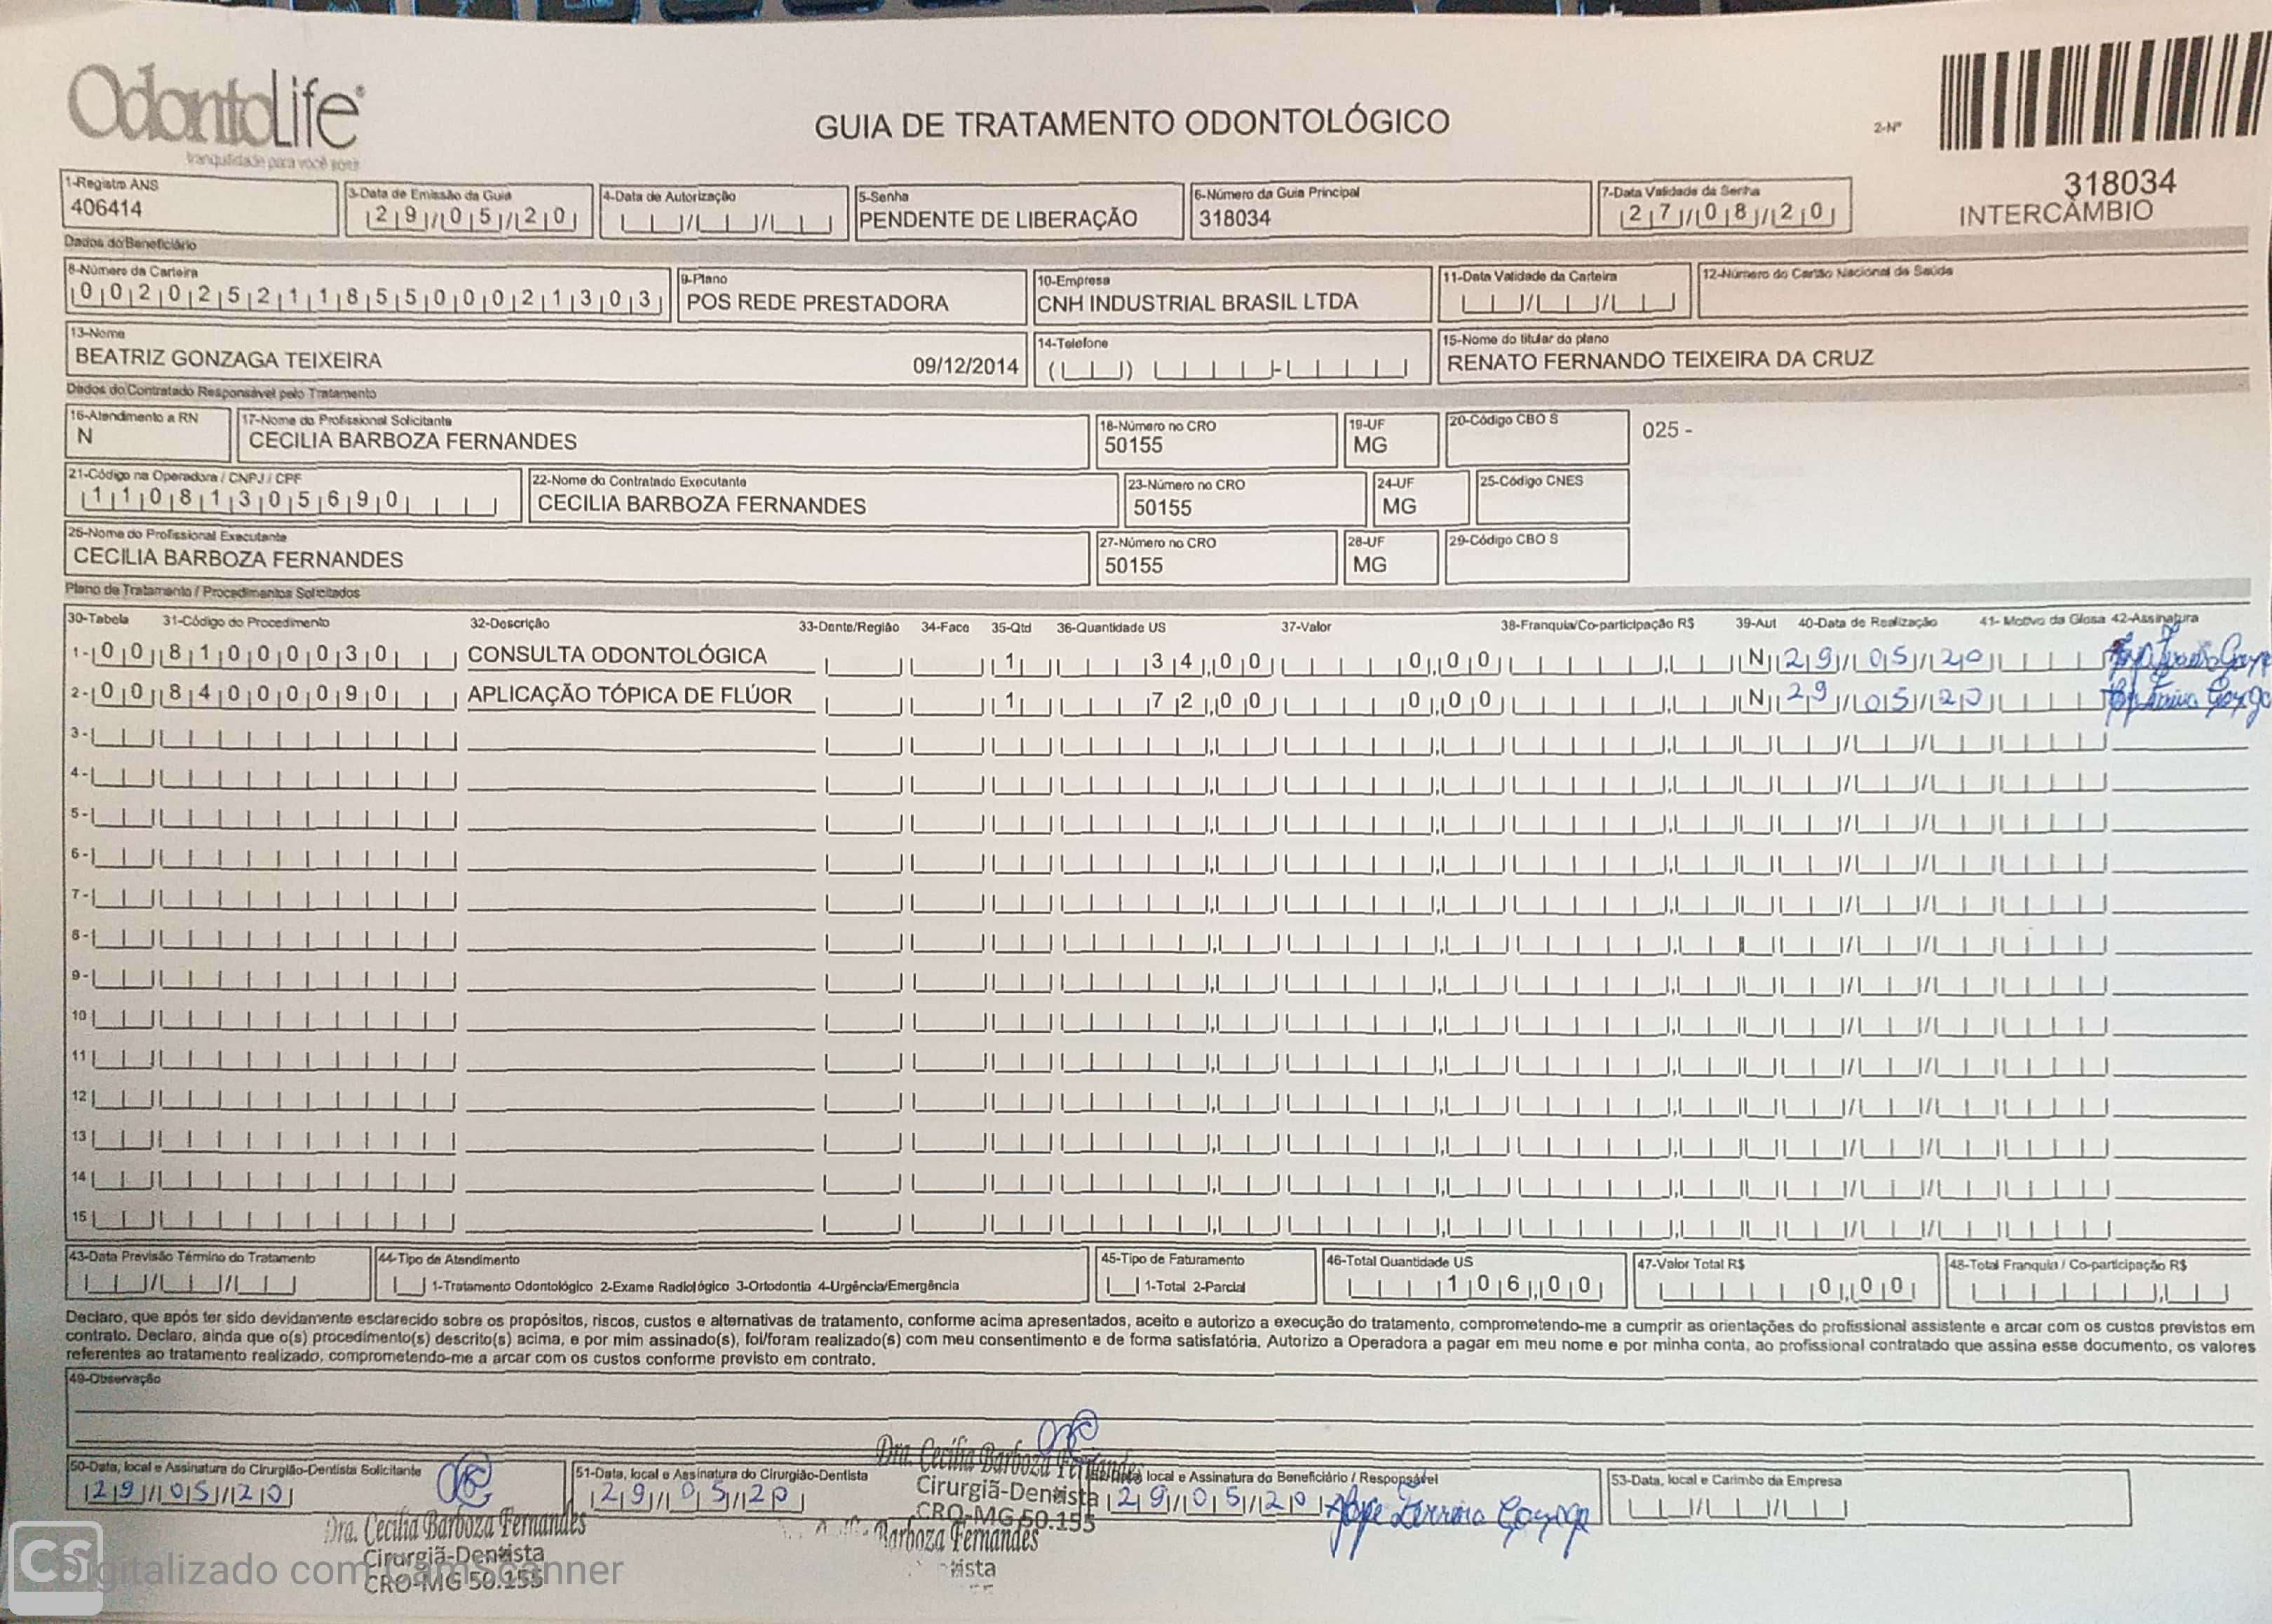 OdontoLife®
tranquilidade para você sorrir
GUIA DE TRATAMENTO ODONTOLÓGICO
2-Nº
318034
INTERCÂMBIO
1-Registro ANS
406414
3-Data de Emissão da Guia
29/05/20
4-Data de Autorização
5-Senha
PENDENTE DE LIBERAÇÃO
6-Número da Guia Principal
318034
7-Data Validade da Senha
27/08/20
Dados do Beneficiário
8-Número da Carteira
00202521185500021303
9-Plano
POS REDE PRESTADORA
10-Empresa
CNH INDUSTRIAL BRASIL LTDA
11-Data Validade da Carteira
12-Número do Cartão Nacional de Saúde
13-Nome
BEATRIZ GONZAGA TEIXEIRA 09/12/2014
14-Telefone
15-Nome do titular do plano
RENATO FERNANDO TEIXEIRA DA CRUZ
Dados do Contratado Responsável pelo Tratamento
16-Atendimento a RN
N
17-Nome do Profissional Solicitante
CECILIA BARBOZA FERNANDES
18-Número no CRO
50155
19-UF
MG
20-Código CBO S
025 -
21-Código na Operadora / CNPJ / CPF
11081305690
22-Nome do Contratado Executante
CECILIA BARBOZA FERNANDES
23-Número no CRO
50155
24-UF
MG
25-Código CNES
26-Nome do Profissional Executante
CECILIA BARBOZA FERNANDES
27-Número no CRO
50155
28-UF
MG
29-Código CBO S
Plano de Tratamento / Procedimentos Solicitados
30-Tabela 31-Código do Procedimento 32-Descrição 33-Dente/Região 34-Face 35-Qtd 36-Quantidade US 37-Valor 38-Franquia/Co-participação R$ 39-Aut 40-Data de Realização 41- Motivo da Glosa 42-Assinatura
1- 00 81000030 CONSULTA ODONTOLÓGICA 1 34,00 0,00 N 29/05/20
2- 00 84000090 APLICAÇÃO TÓPICA DE FLÚOR 1 72,00 0,00 N 29/05/20
3-
4-
5-
6-
7-
8-
9-
10
11
12
13
14
15
43-Data Previsão Término do Tratamento
44-Tipo de Atendimento
1-Tratamento Odontológico 2-Exame Radiológico 3-Ortodontia 4-Urgência/Emergência
45-Tipo de Faturamento
1-Total 2-Parcial
46-Total Quantidade US
106,00
47-Valor Total R$
0,00
48-Total Franquia / Co-participação R$
Declaro, que após ter sido devidamente esclarecido sobre os propósitos, riscos, custos e alternativas de tratamento, conforme acima apresentados, aceito e autorizo a execução do tratamento, comprometendo-me a cumprir as orientações do profissional assistente e arcar com os custos previstos em
contrato. Declaro, ainda que o(s) procedimento(s) descrito(s) acima, e por mim assinado(s), foi/foram realizado(s) com meu consentimento e de forma satisfatória. Autorizo a Operadora a pagar em meu nome e por minha conta, ao profissional contratado que assina esse documento, os valores
referentes ao tratamento realizado, comprometendo-me a arcar com os custos conforme previsto em contrato.
49-Observação
50-Data, local e Assinatura do Cirurgião-Dentista Solicitante
29/05/20
Dra. Cecília Barboza Fernandes
Cirurgiã-Dentista
CRO-MG 50.155
51-Data, local e Assinatura do Cirurgião-Dentista
29/05/20
Dra. Cecília Barboza Fernandes
Cirurgiã-Dentista
CRO-MG 50.155
Barboza Fernandes
local e Assinatura do Beneficiário / Responsável
29/05/20
53-Data, local e Carimbo da Empresa
CS
Digitalizado com CamScanner